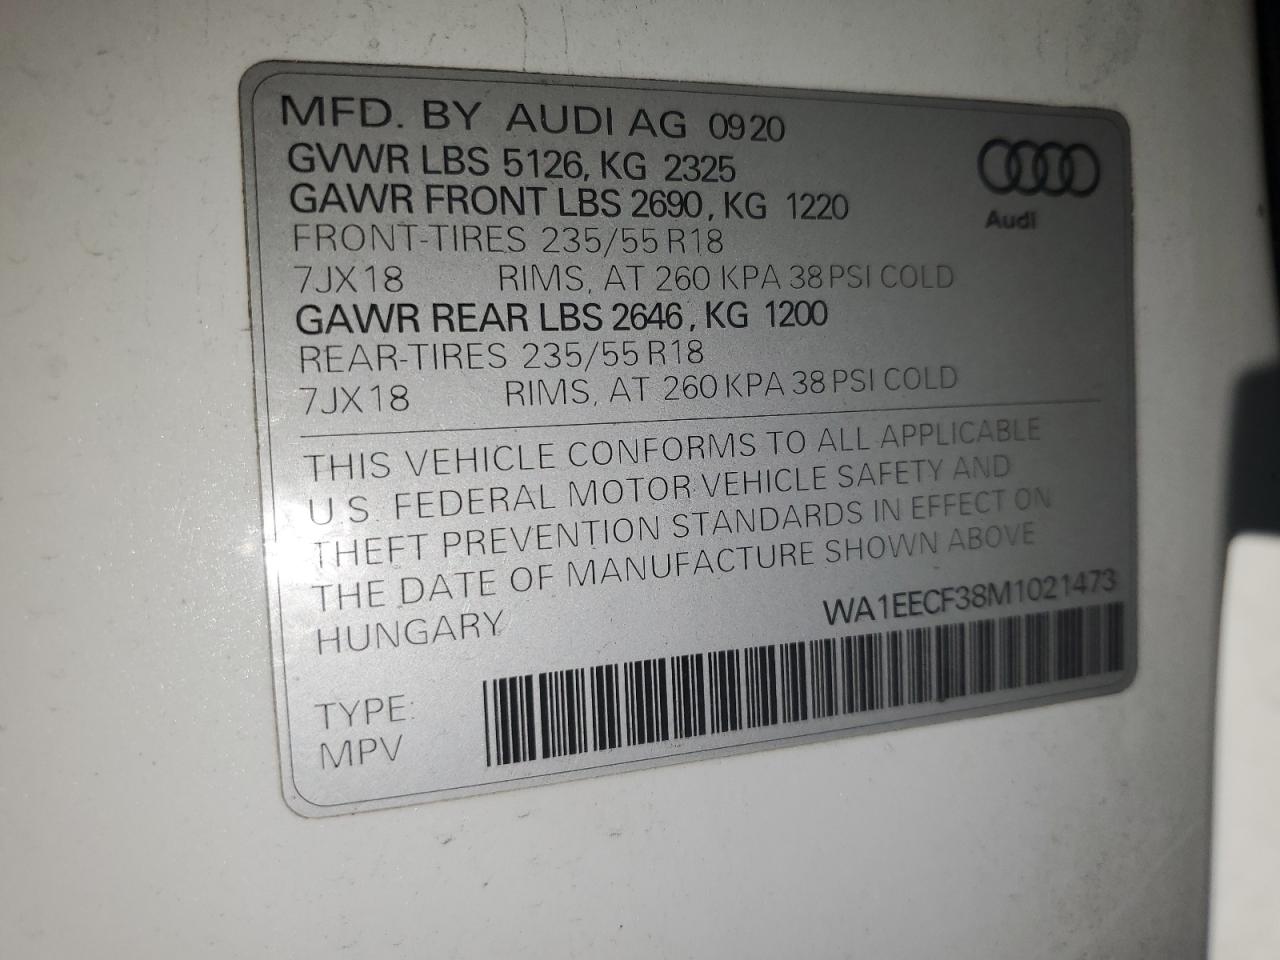 MFD. BY AUDI AG 0920
GVWR LBS 5126, KG 2325
GAWR FRONT LBS 2690, KG 1220
FRONT-TIRES 235/55 R18
7JX18 RIMS, AT 260 KPA 38 PSI COLD
GAWR REAR LBS 2646, KG 1200
REAR-TIRES 235/55 R18
7JX18 RIMS, AT 260 KPA 38 PSI COLD
Audi
THIS VEHICLE CONFORMS TO ALL APPLICABLE
U.S. FEDERAL MOTOR VEHICLE SAFETY AND
THEFT PREVENTION STANDARDS IN EFFECT ON
THE DATE OF MANUFACTURE SHOWN ABOVE
HUNGARY WA1EECF38M1021473
TYPE:
MPV